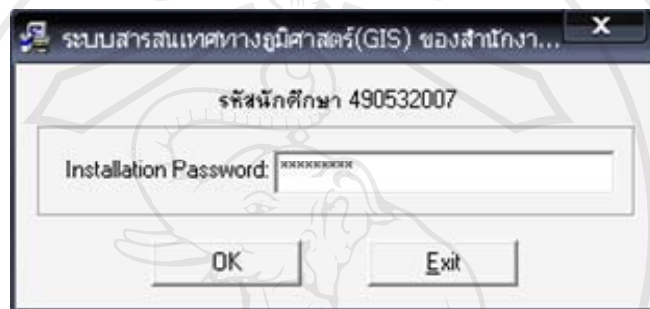 ระบบสารสนเทศทางภูมิศาสตร์(GIS) ของสำนักงา...
รหัสนักศึกษา 490532007
Installation Password: *********
OK
Exit